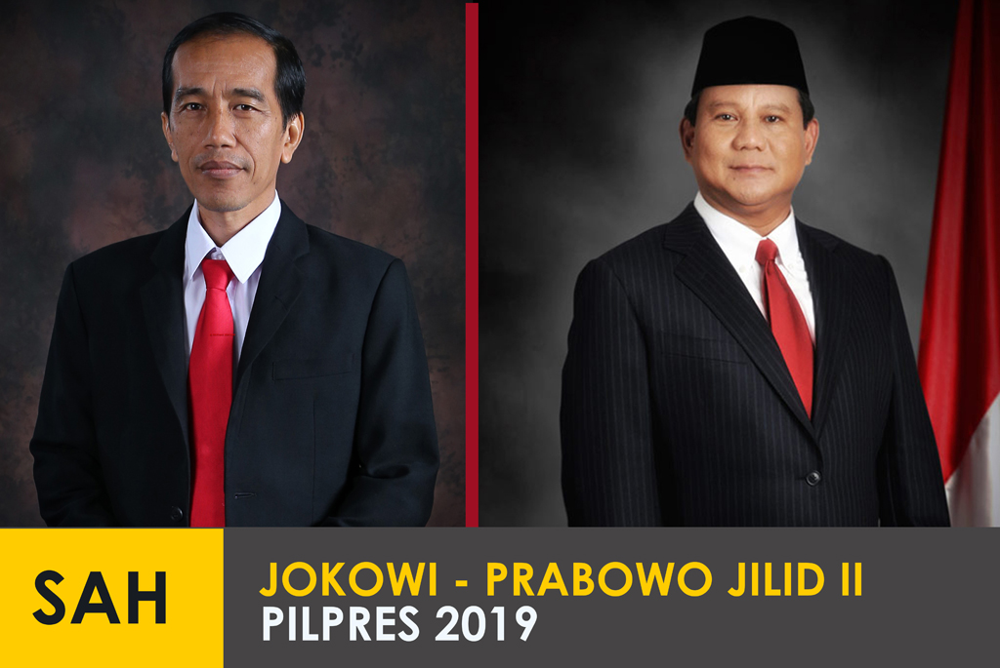 SAH
JOKOWI - PRABOWO JILID II
PILPRES 2019